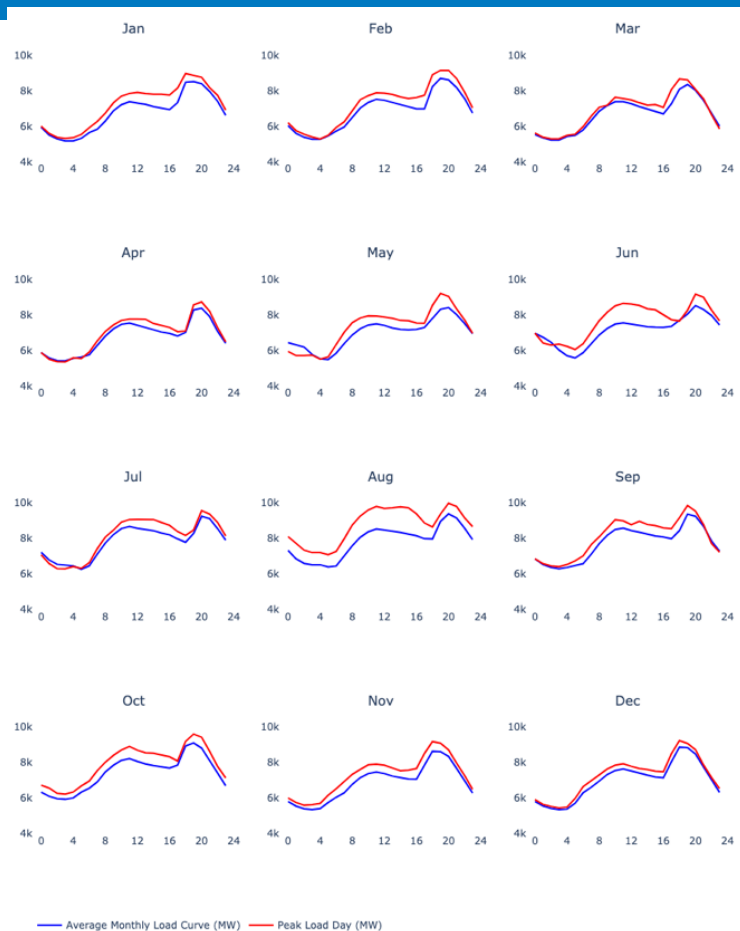 Jan Feb Mar
10k 10k 10k
8k 8k 8k
6k 6k 6k
4k 4k 4k
0 4 8 12 16 20 24 0 4 8 12 16 20 24 0 4 8 12 16 20 24
Apr May Jun
10k 10k 10k
8k 8k 8k
6k 6k 6k
4k 4k 4k
0 4 8 12 16 20 24 0 4 8 12 16 20 24 0 4 8 12 16 20 24
Jul Aug Sep
10k 10k 10k
8k 8k 8k
6k 6k 6k
4k 4k 4k
0 4 8 12 16 20 24 0 4 8 12 16 20 24 0 4 8 12 16 20 24
Oct Nov Dec
10k 10k 10k
8k 8k 8k
6k 6k 6k
4k 4k 4k
0 4 8 12 16 20 24 0 4 8 12 16 20 24 0 4 8 12 16 20 24
Average Monthly Load Curve (MW) Peak Load Day (MW)